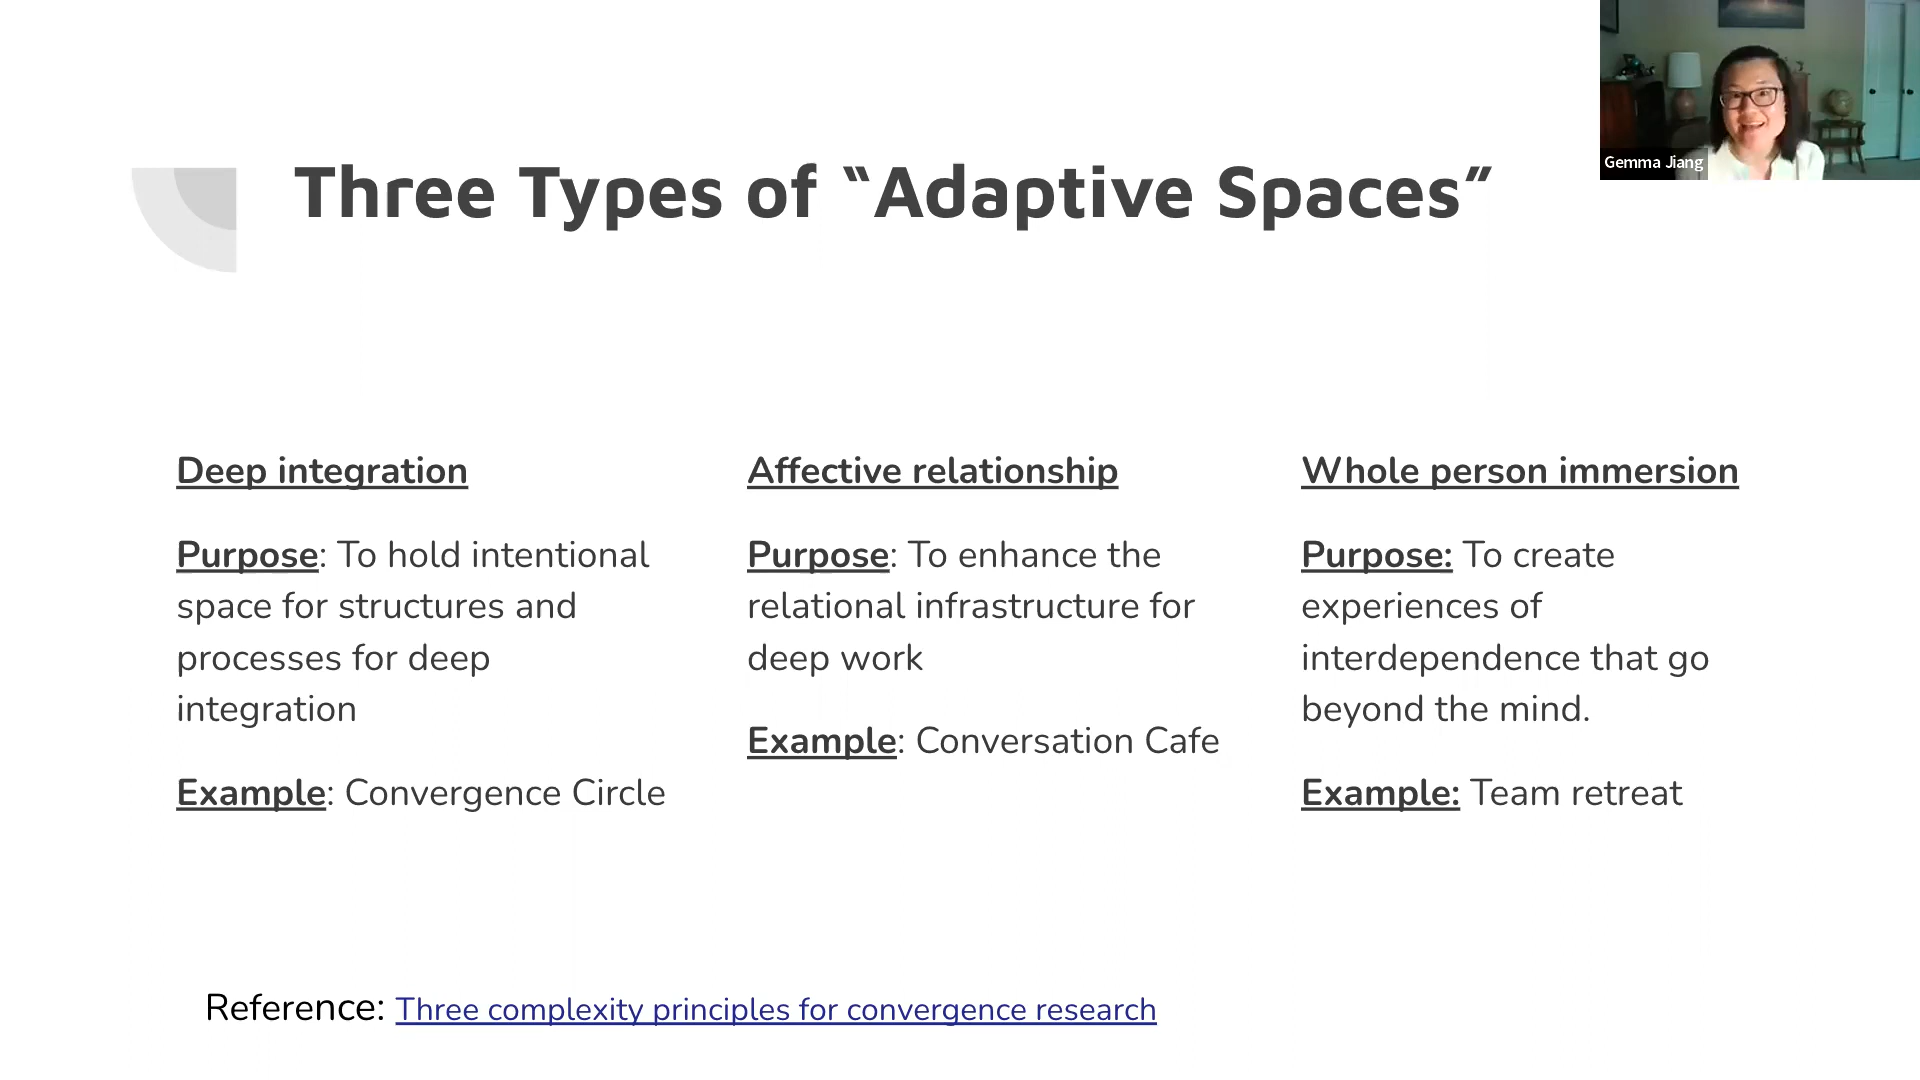 Gemma Jiang
Three Types of “Adaptive Spaces”
Deep integration
Purpose: To hold intentional
space for structures and
processes for deep
integration
Example: Convergence Circle
Affective relationship
Purpose: To enhance the
relational infrastructure for
deep work
Example: Conversation Cafe
Whole person immersion
Purpose: To create
experiences of
interdependence that go
beyond the mind.
Example: Team retreat
Reference: Three complexity principles for convergence research